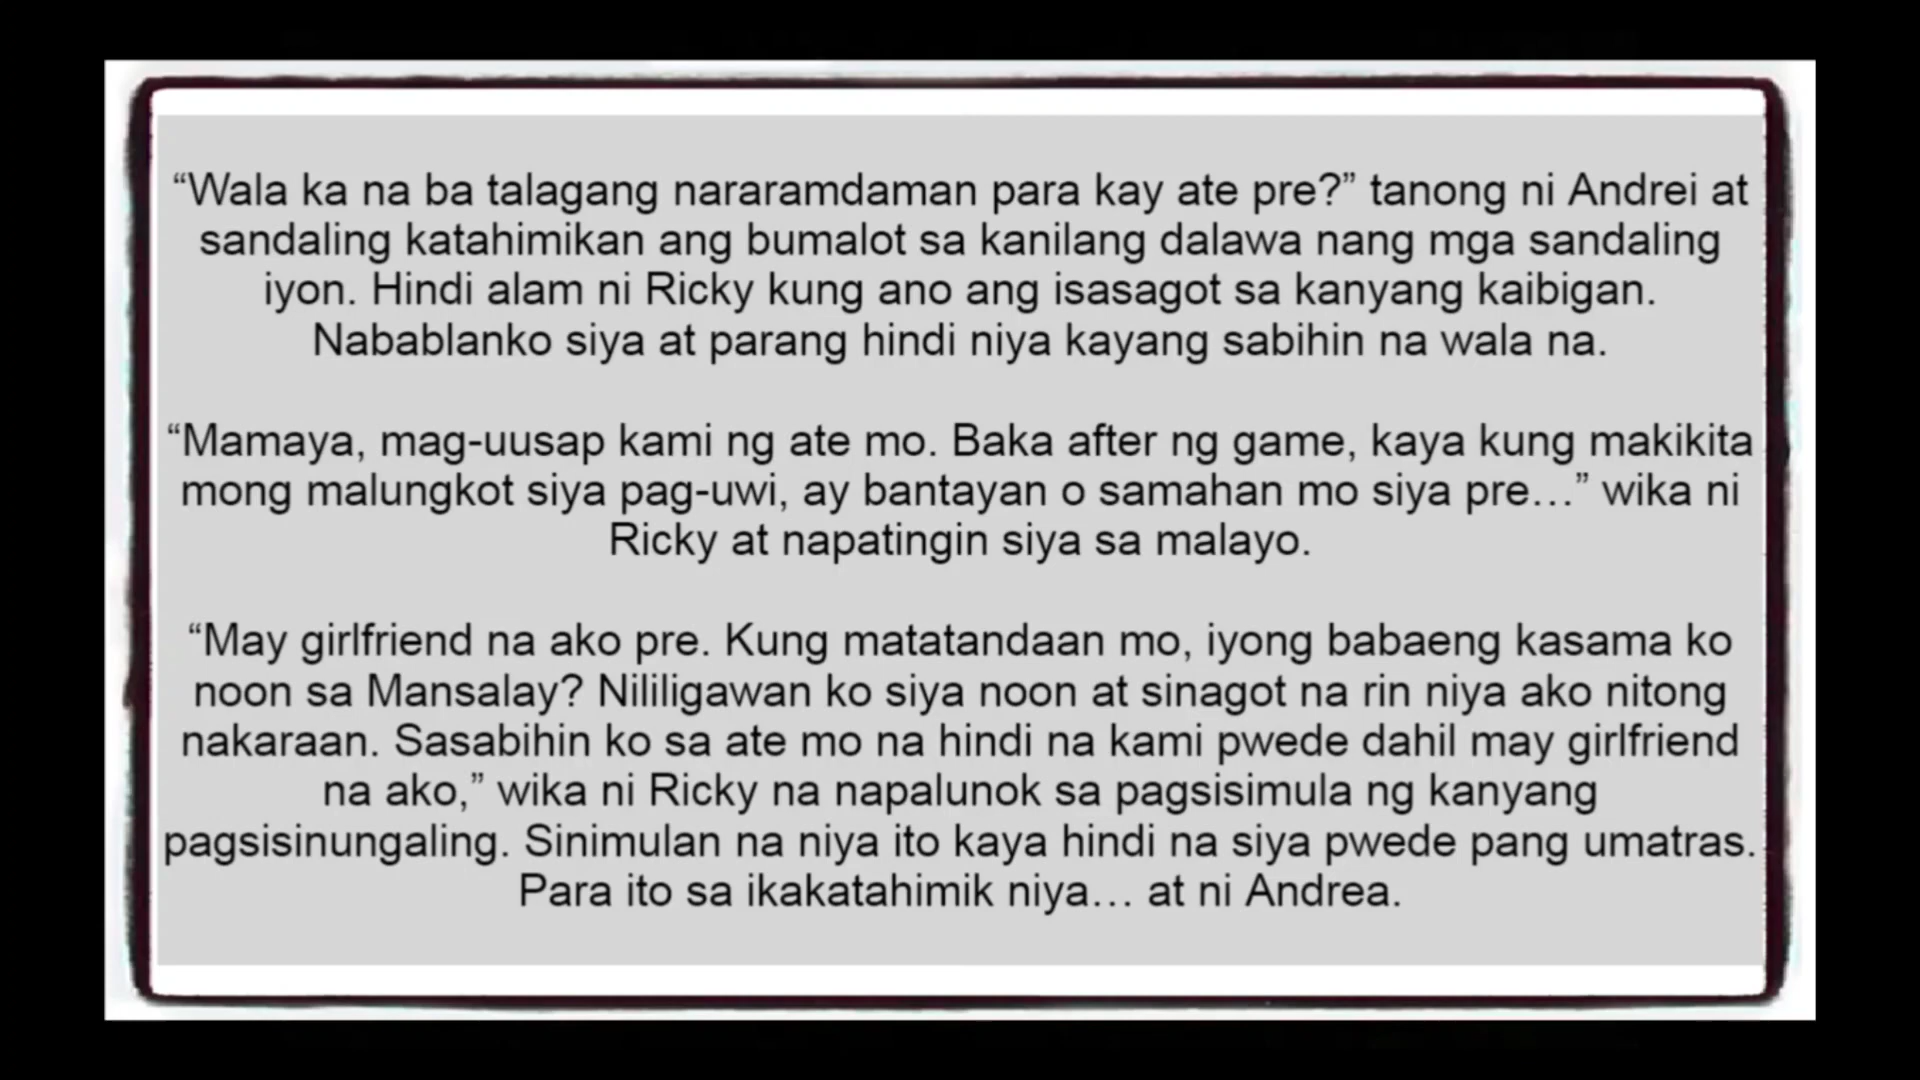 “Wala ka na ba talagang nararamdaman para kay ate pre?” tanong ni Andrei at
sandaling katahimikan ang bumalot sa kanilang dalawa nang mga sandaling
iyon. Hindi alam ni Ricky kung ano ang isasagot sa kanyang kaibigan.
Nabablanko siya at parang hindi niya kayang sabihin na wala na.
“Mamaya, mag-uusap kami ng ate mo. Baka after ng game, kaya kung makikita
mong malungkot siya pag-uwi, ay bantayan o samahan mo siya pre…” wika ni
Ricky at napatingin siya sa malayo.
“May girlfriend na ako pre. Kung matatandaan mo, iyong babaeng kasama ko
noon sa Mansalay? Nililigawan ko siya noon at sinagot na rin niya ako nitong
nakaraan. Sasabihin ko sa ate mo na hindi na kami pwede dahil may girlfriend
na ako,” wika ni Ricky na napalunok sa pagsisimula ng kanyang
pagsisinungaling. Sinimulan na niya ito kaya hindi na siya pwede pang umatras.
Para ito sa ikakatahimik niya… at ni Andrea.